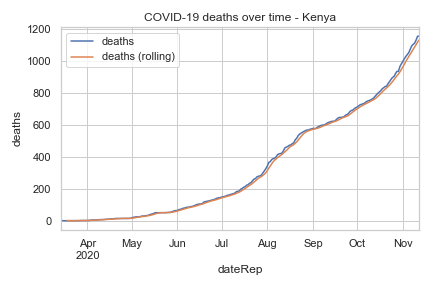 COVID-19 deaths over time - Kenya
deaths
deaths (rolling)
1200
1000
800
600
400
200
0
deaths
Apr
2020
May
Jun
Jul
Aug
Sep
Oct
Nov
dateRep